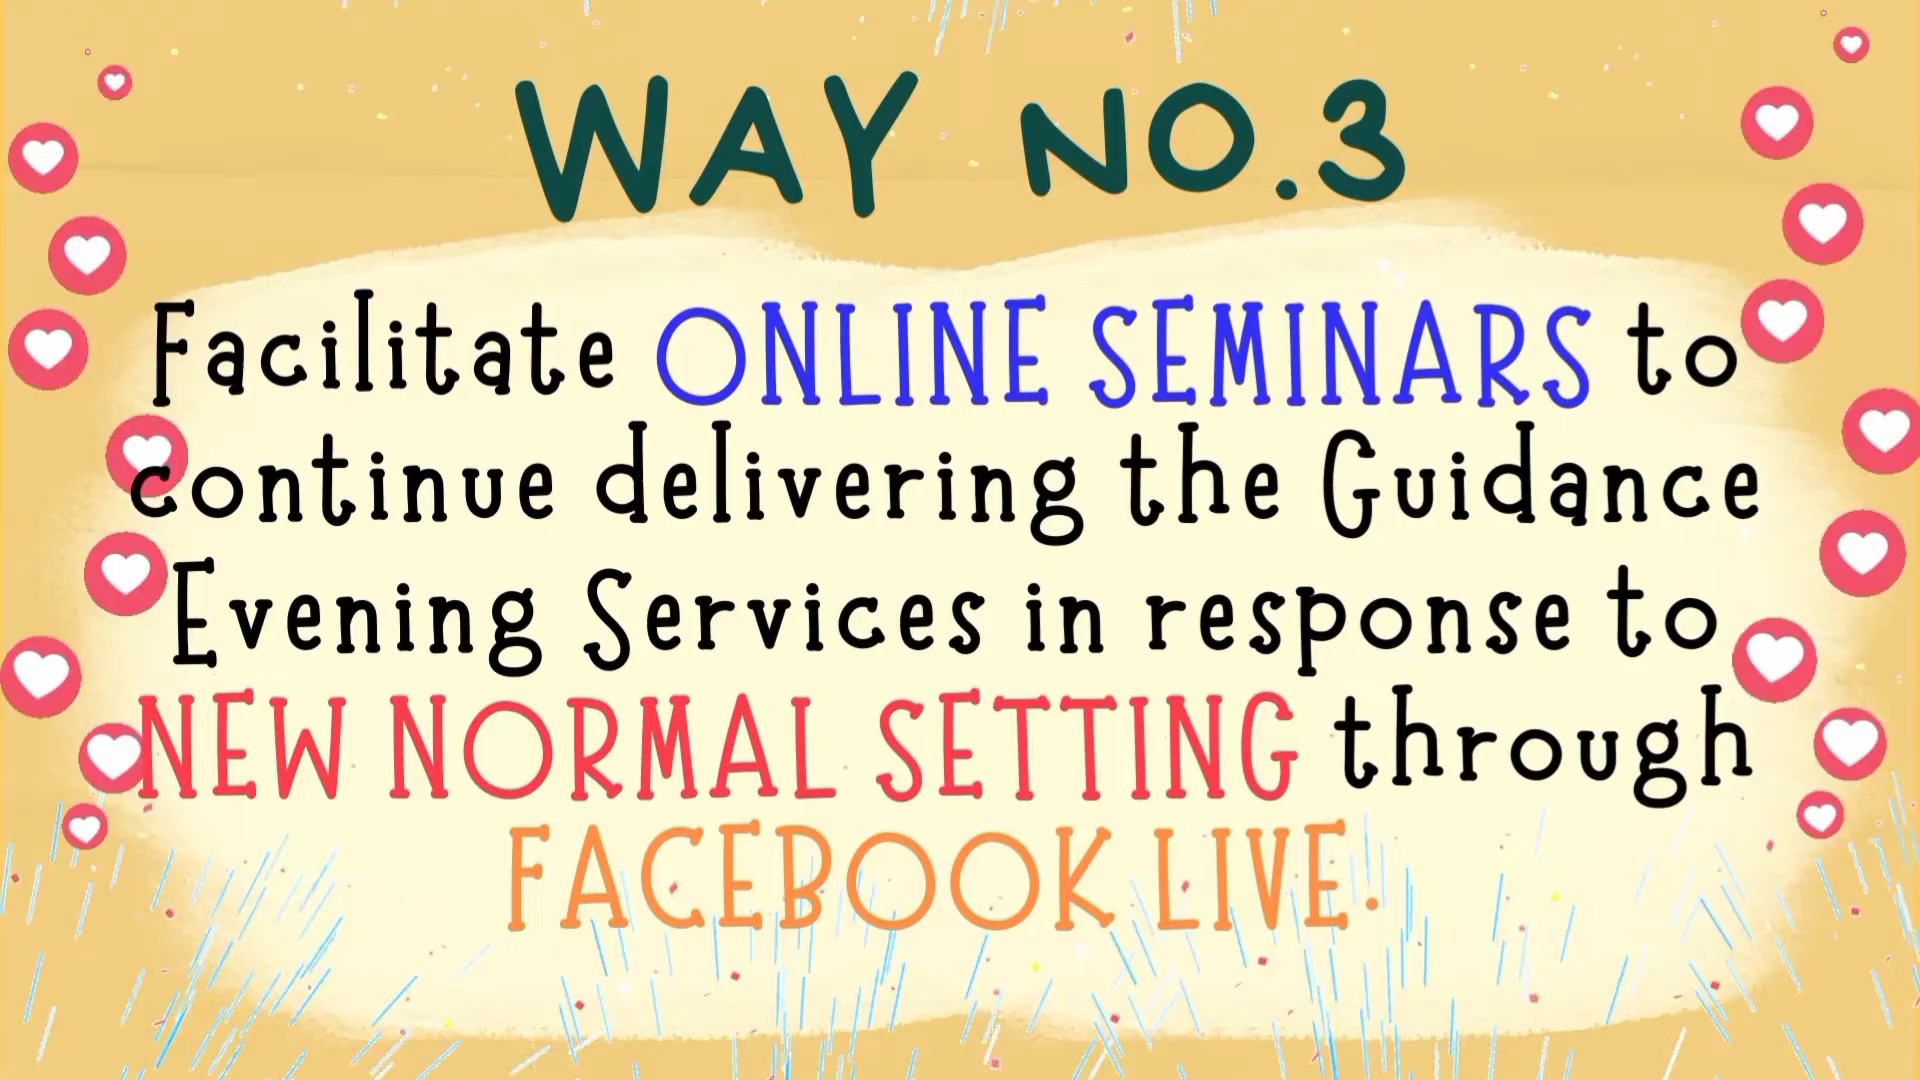 WAY NO.3
Facilitate ONLINE SEMINARS to
continue delivering the Guidance
Evening Services in response to
NEW NORMAL SETTING through
FACEBOOK LIVE.